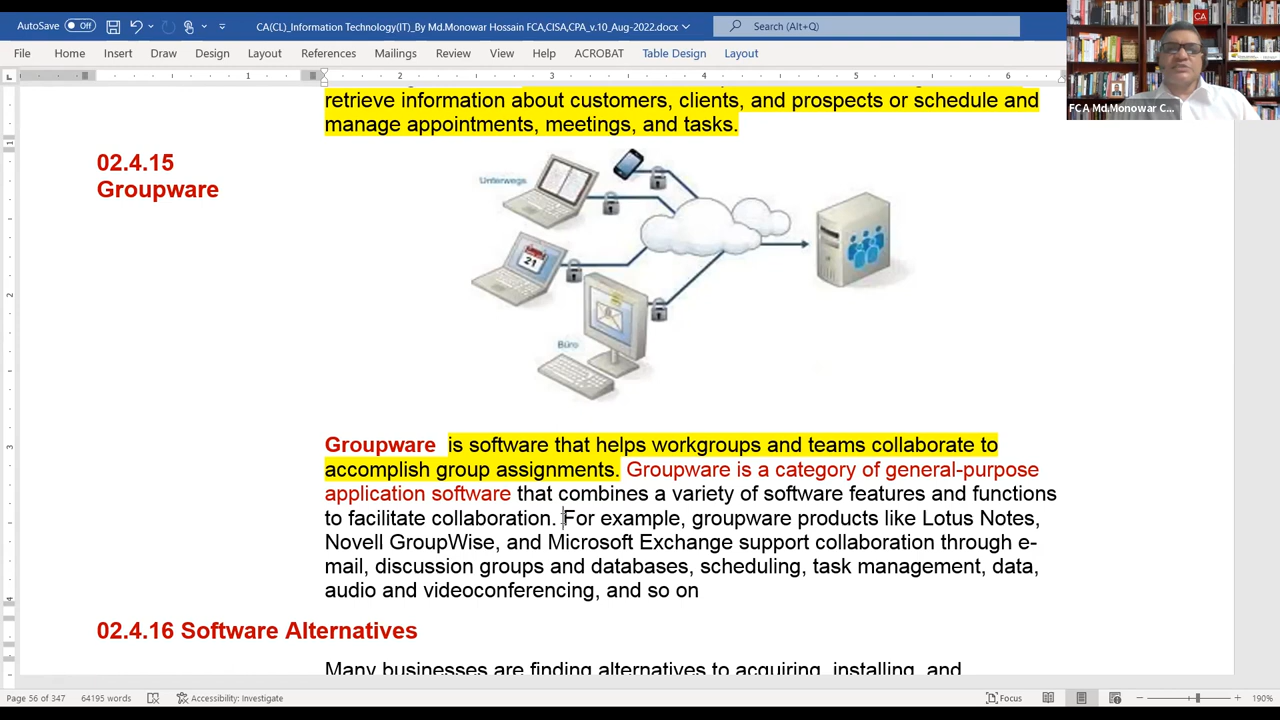 AutoSave Off
CA(CL)_Information Technology(IT)_By Md.Monowar Hossain FCA,CISA,CPA_v.10_Aug-2022.docx
Search (Alt+Q)
File Home Insert Draw Design Layout References Mailings Review View Help ACROBAT Table Design Layout
CA
FCA Md.Monowar C...
2 3 4 5 6
retrieve information about customers, clients, and prospects or schedule and
manage appointments, meetings, and tasks.
02.4.15
Groupware
Unterwegs
21
Büro
Groupware is software that helps workgroups and teams collaborate to
accomplish group assignments. Groupware is a category of general-purpose
application software that combines a variety of software features and functions
to facilitate collaboration. For example, groupware products like Lotus Notes,
Novell GroupWise, and Microsoft Exchange support collaboration through e-
mail, discussion groups and databases, scheduling, task management, data,
audio and videoconferencing, and so on
02.4.16 Software Alternatives
Many businesses are finding alternatives to acquiring, installing, and
Page 56 of 347 64195 words Accessibility: Investigate Focus 190%